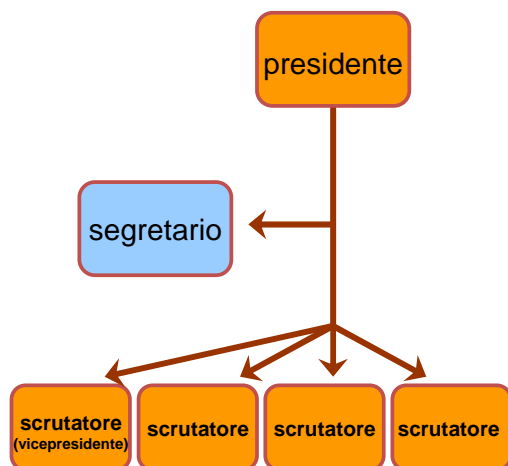 presidente
segretario
scrutatore
(vicepresidente)
scrutatore
scrutatore
scrutatore